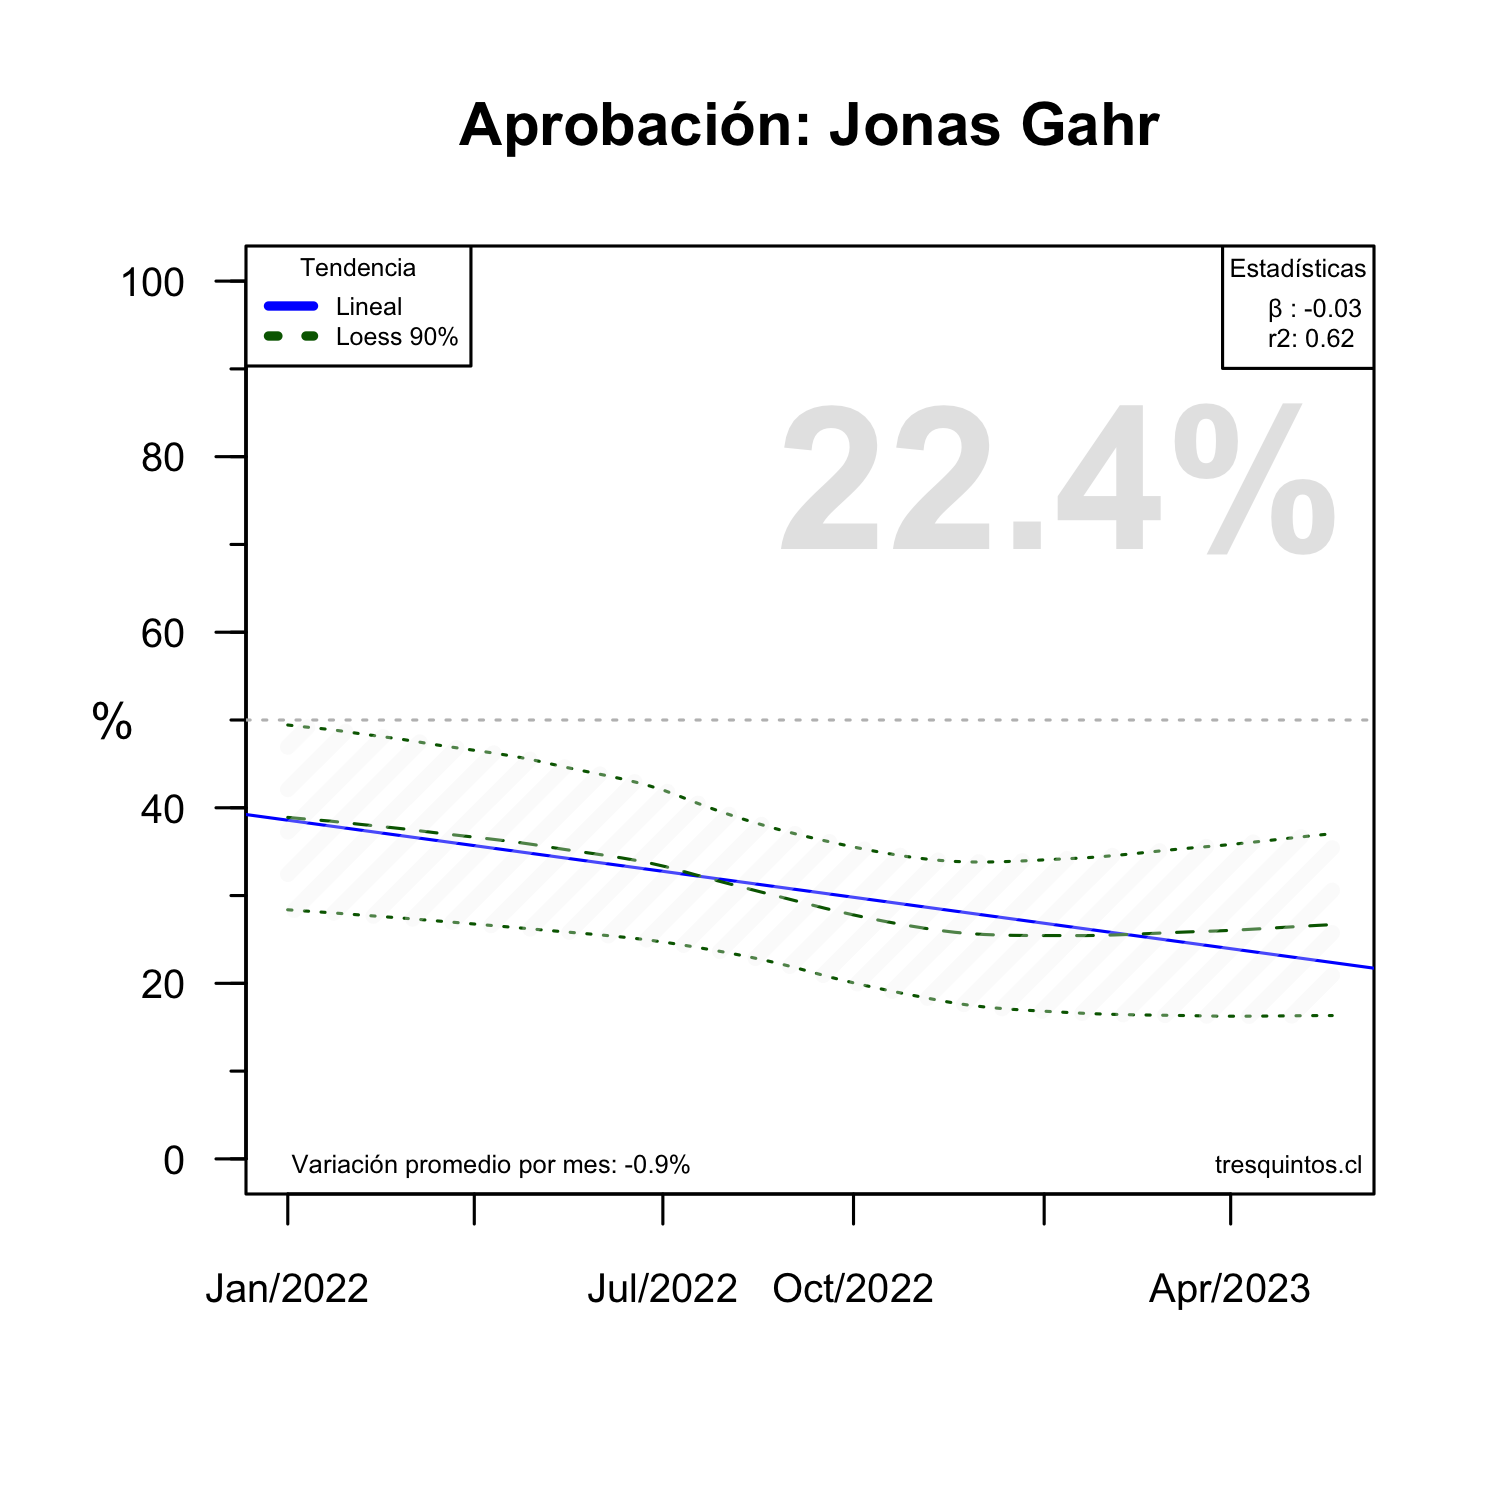 Aprobación: Jonas Gahr
Tendencia
Lineal
Loess 90%
Estadísticas
β : -0.03
r2: 0.62
22.4%
100
80
60
%
40
20
0
Variación promedio por mes: -0.9%
tresquintos.cl
Jan/2022 Jul/2022 Oct/2022 Apr/2023